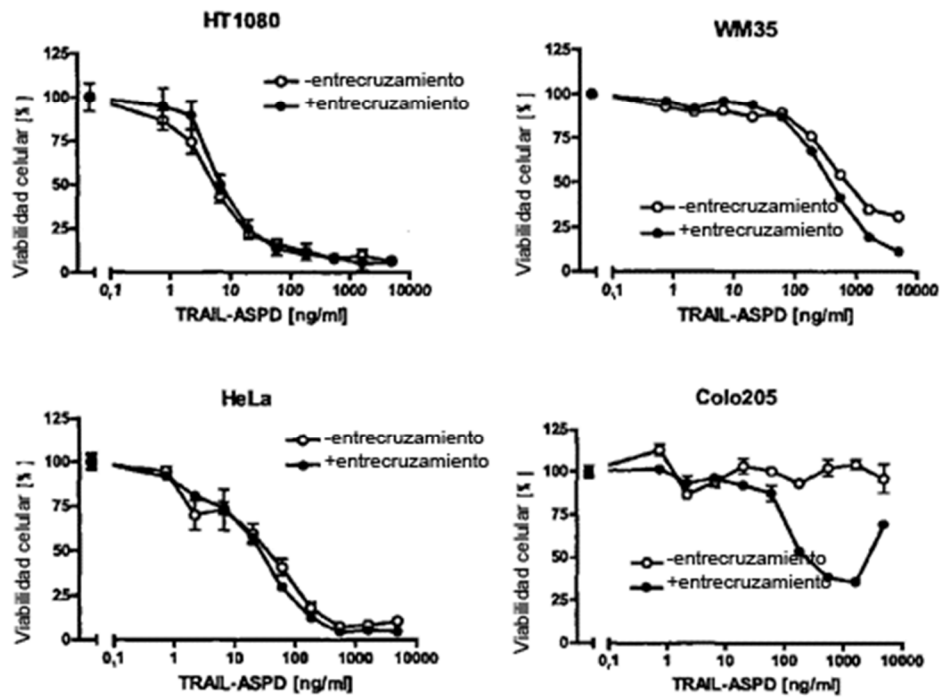 HT1080
125
100
75
50
25
0
Viabilidad celular [%]
-entrecruzamiento
+entrecruzamiento
0,1 1 10 100 1000 10000
TRAIL-ASPD [ng/ml]
WM35
125
100
75
50
25
0
Viabilidad celular [%]
-entrecruzamiento
+entrecruzamiento
0,1 1 10 100 1000 10000
TRAIL-ASPD [ng/ml]
HeLa
125
100
75
50
25
0
Viabilidad celular [%]
-entrecruzamiento
+entrecruzamiento
0,1 1 10 100 1000 10000
TRAIL-ASPD [ng/ml]
Colo205
125
100
75
50
25
0
Viabilidad celular [%]
-entrecruzamiento
+entrecruzamiento
0,1 1 10 100 1000 10000
TRAIL-ASPD [ng/ml]